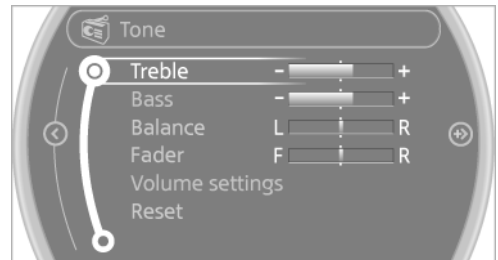 Tone
Treble - +
Bass - +
Balance L R
Fader F R
Volume settings
Reset